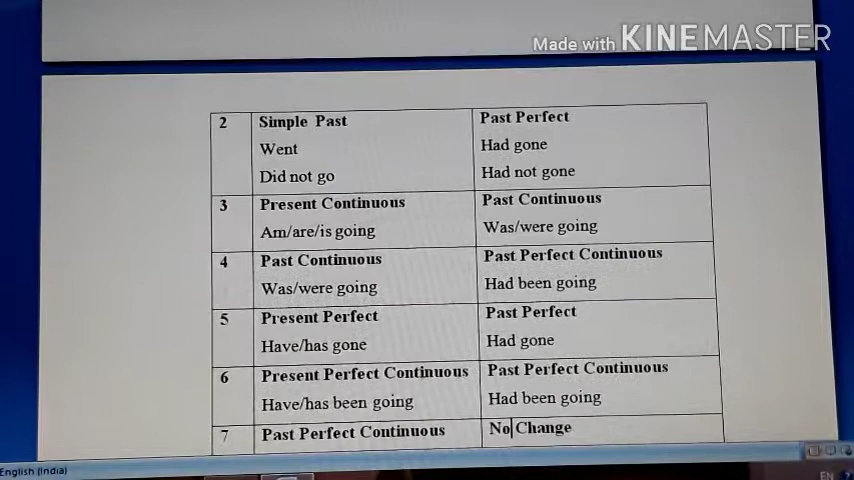 Made with KINEMASTER
2 Simple Past Past Perfect
Went Had gone
Did not go Had not gone
3 Present Continuous Past Continuous
Am/are/is going Was/were going
4 Past Continuous Past Perfect Continuous
Was/were going Had been going
5 Present Perfect Past Perfect
Have/has gone Had gone
6 Present Perfect Continuous Past Perfect Continuous
Have/has been going Had been going
7 Past Perfect Continuous No Change
English (India)
EN